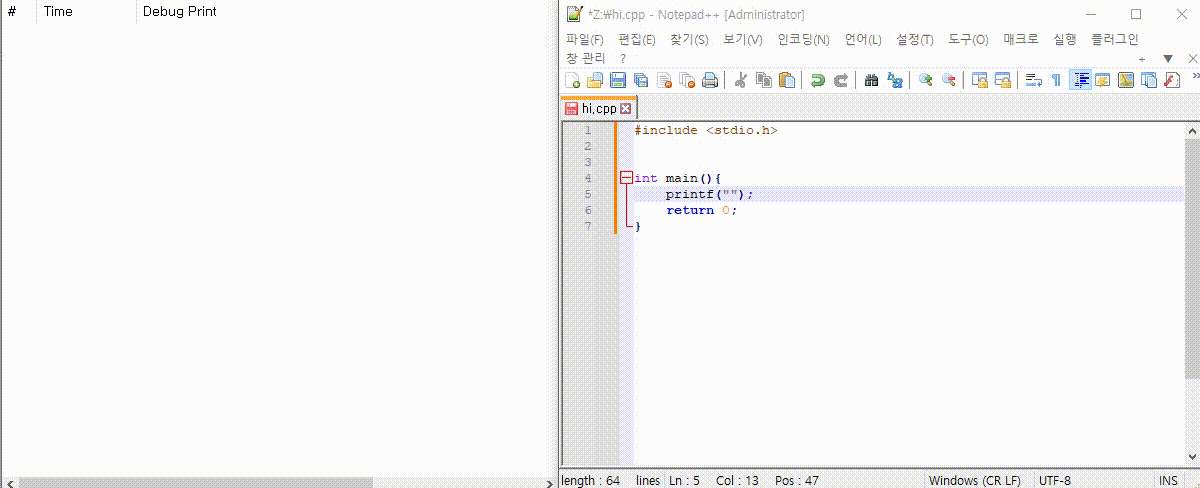 # Time Debug Print
*Z:\hi.cpp - Notepad++ [Administrator]
파일(F) 편집(E) 찾기(S) 보기(V) 인코딩(N) 언어(L) 설정(T) 도구(O) 매크로 실행 플러그인
창 관리 ? + ▼ X
hi.cpp
1 #include <stdio.h>
2
3
4 int main(){
5 printf("");
6 return 0;
7 }
length : 64 lines Ln : 5 Col : 13 Pos : 47 Windows (CR LF) UTF-8 INS